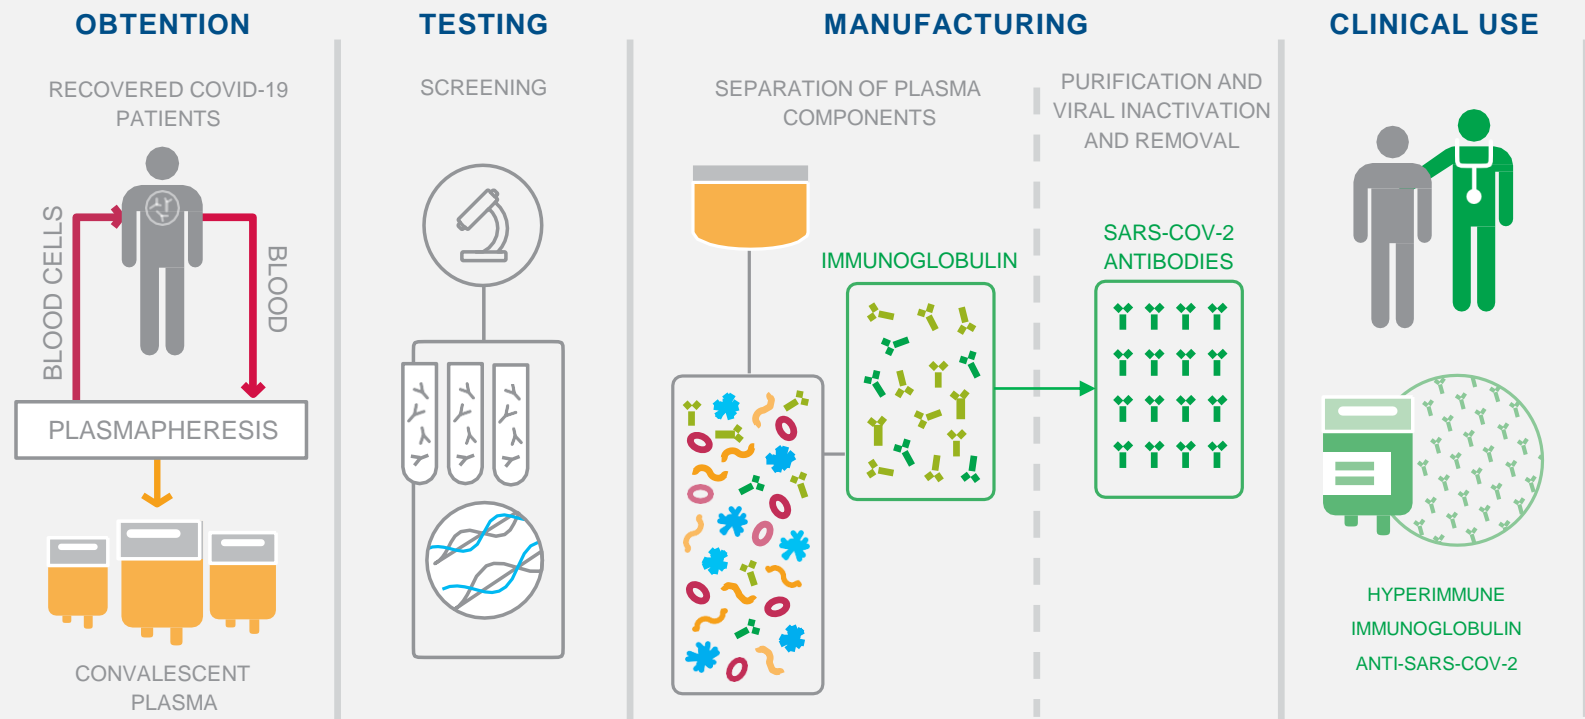 OBTENTION
RECOVERED COVID-19
PATIENTS
BLOOD CELLS
BLOOD
PLASMAPHERESIS
CONVALESCENT
PLASMA
TESTING
SCREENING
MANUFACTURING
SEPARATION OF PLASMA
COMPONENTS
IMMUNOGLOBULIN
PURIFICATION AND
VIRAL INACTIVATION
AND REMOVAL
SARS-COV-2
ANTIBODIES
CLINICAL USE
HYPERIMMUNE
IMMUNOGLOBULIN
ANTI-SARS-COV-2